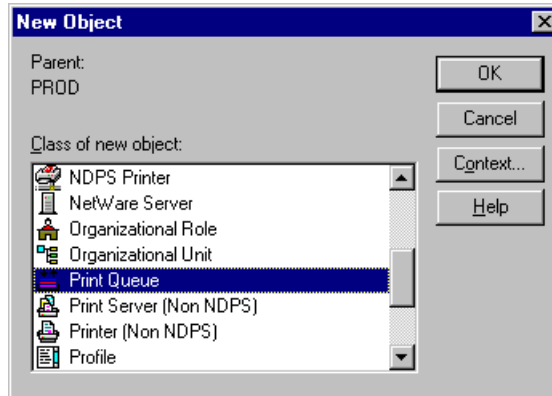 New Object
Parent:
PROD
OK
Cancel
Class of new object:
Context...
Help
NDPS Printer
NetWare Server
Organizational Role
Organizational Unit
Print Queue
Print Server (Non NDPS)
Printer (Non NDPS)
Profile